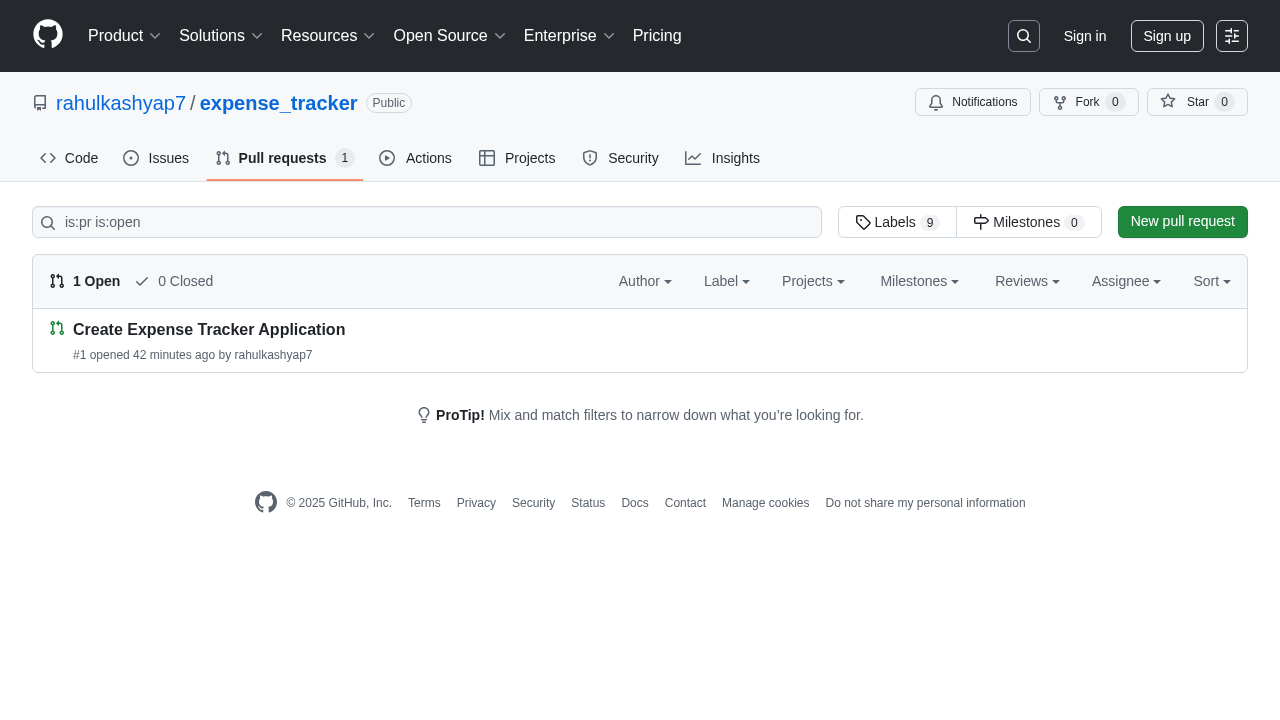 Product Solutions Resources Open Source Enterprise Pricing Sign in Sign up
rahulkashyap7 / expense_tracker Public Notifications Fork 0 Star 0
Code Issues Pull requests 1 Actions Projects Security Insights
is:pr is:open Labels 9 Milestones 0 New pull request
1 Open 0 Closed Author Label Projects Milestones Reviews Assignee Sort
Create Expense Tracker Application
#1 opened 42 minutes ago by rahulkashyap7
ProTip! Mix and match filters to narrow down what you’re looking for.
© 2025 GitHub, Inc. Terms Privacy Security Status Docs Contact Manage cookies Do not share my personal information